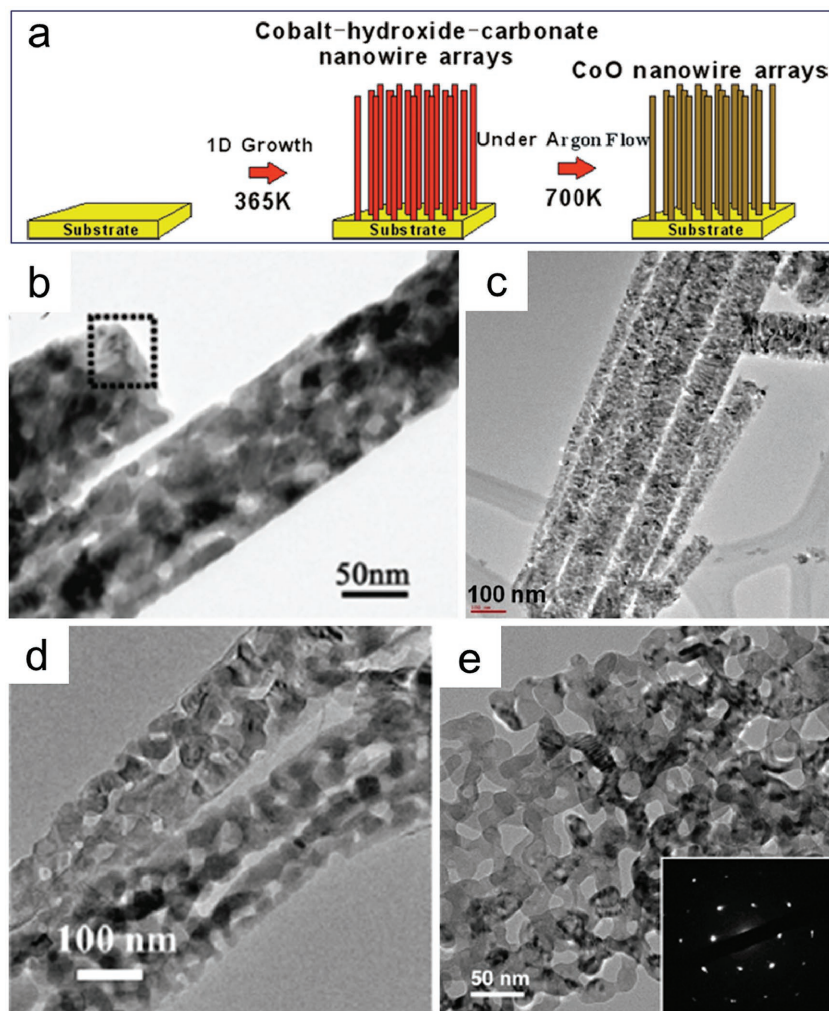 a
Cobalt-hydroxide-carbonate
nanowire arrays
CoO nanowire arrays
1D Growth
365K
Under Argon Flow
700K
Substrate
Substrate
Substrate
b
50nm
c
100 nm
d
100 nm
e
50 nm